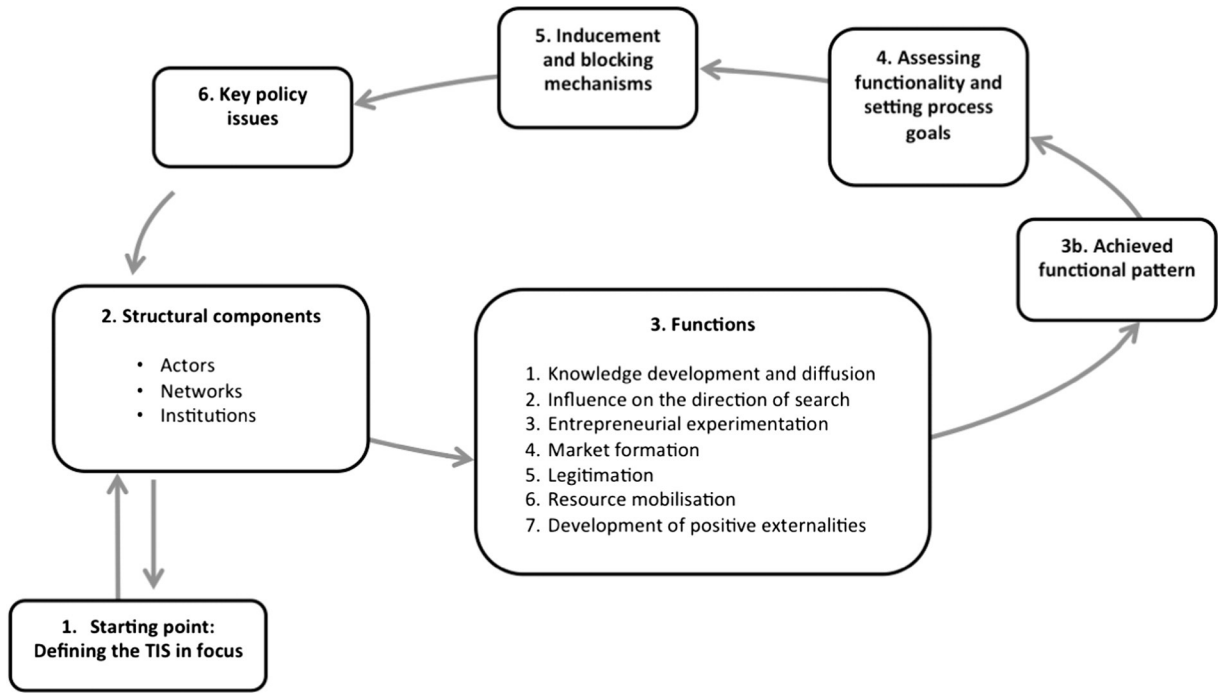 5. Inducement
and blocking
mechanisms
4. Assessing
functionality and
setting process
goals
6. Key policy
issues
3b. Achieved
functional pattern
2. Structural components
• Actors
• Networks
• Institutions
3. Functions
1. Knowledge development and diffusion
2. Influence on the direction of search
3. Entrepreneurial experimentation
4. Market formation
5. Legitimation
6. Resource mobilisation
7. Development of positive externalities
1. Starting point:
Defining the TIS in focus